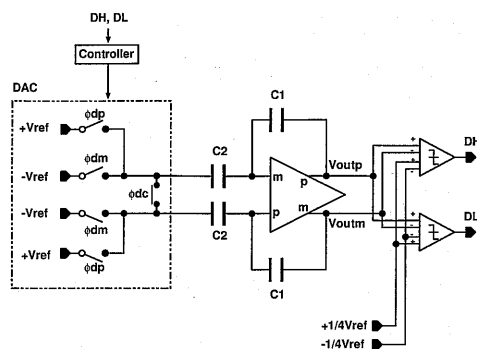 DH, DL
Controller
DAC
ϕdp
+Vref
ϕdm
-Vref
ϕdc
-Vref
ϕdm
+Vref
ϕdp
C2
C2
C1
C1
m
p
p
m
Voutp
Voutm
+
-
+
-
DH
+
-
-
+
DL
+1/4Vref
-1/4Vref